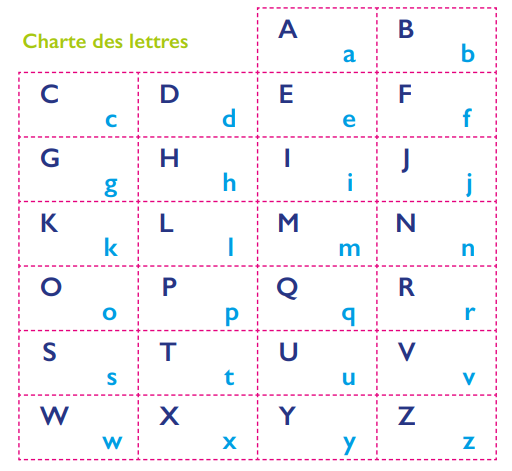 Charte des lettres
A a B b
C c D d E e F f
G g H h I i J j
K k L l M m N n
O o P p Q q R r
S s T t U u V v
W w X x Y y Z z